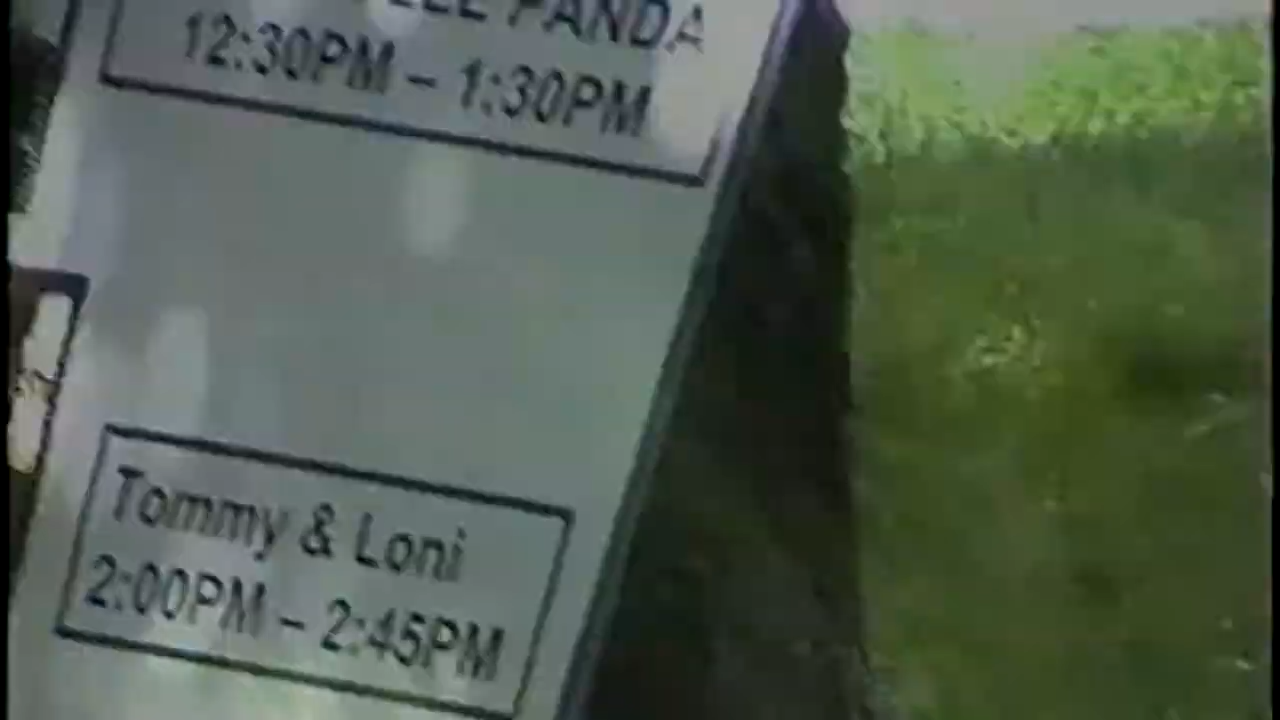 PANDA
12:30PM – 1:30PM
Tommy & Loni
2:00PM – 2:45PM